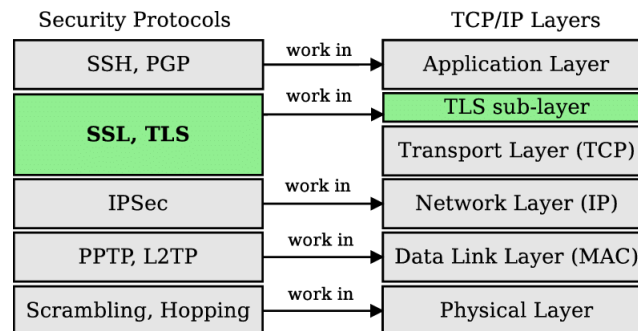 Security Protocols
TCP/IP Layers
SSH, PGP
work in
Application Layer
SSL, TLS
work in
TLS sub-layer
Transport Layer (TCP)
IPSec
work in
Network Layer (IP)
PPTP, L2TP
work in
Data Link Layer (MAC)
Scrambling, Hopping
work in
Physical Layer